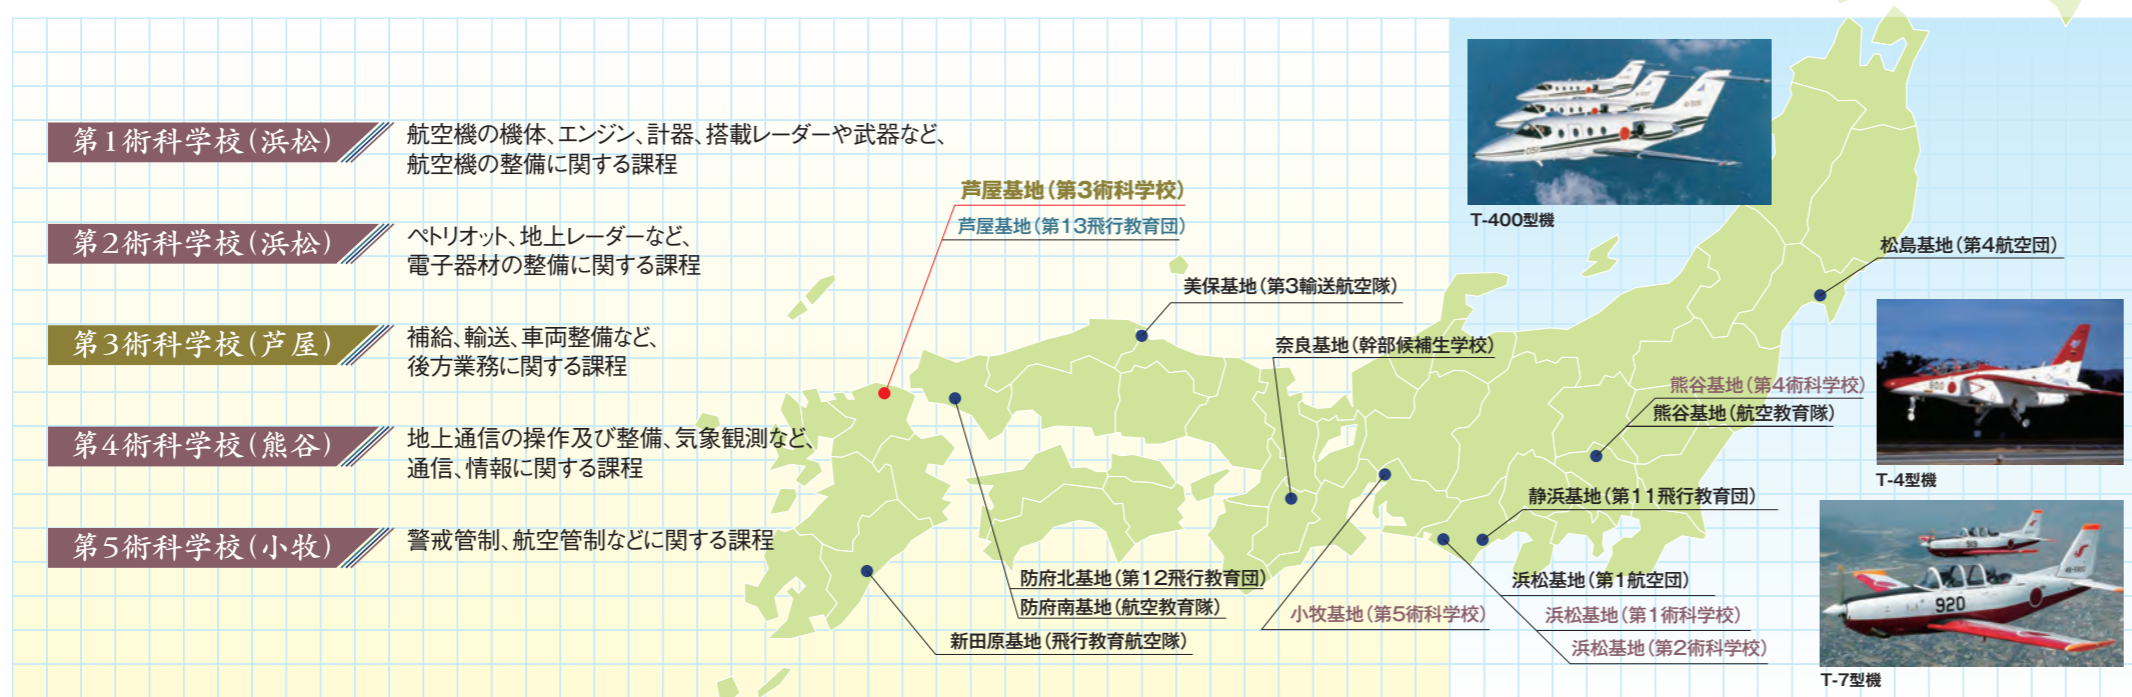 第1術科学校(浜松)
航空機の機体、エンジン、計器、搭載レーダーや武器など、
航空機の整備に関する課程
第2術科学校(浜松)
ペトリオット、地上レーダーなど、
電子器材の整備に関する課程
第3術科学校(芦屋)
補給、輸送、車両整備など、
後方業務に関する課程
第4術科学校(熊谷)
地上通信の操作及び整備、気象観測など、
通信、情報に関する課程
第5術科学校(小牧)
警戒管制、航空管制などに関する課程
芦屋基地(第3術科学校)
芦屋基地(第13飛行教育団)
美保基地(第3輸送航空隊)
奈良基地(幹部候補生学校)
松島基地(第4航空団)
熊谷基地(第4術科学校)
熊谷基地(航空教育隊)
静浜基地(第11飛行教育団)
浜松基地(第1航空団)
浜松基地(第1術科学校)
浜松基地(第2術科学校)
小牧基地(第5術科学校)
防府北基地(第12飛行教育団)
防府南基地(航空教育隊)
新田原基地(飛行教育航空隊)
T-400型機
051
T-4型機
900
T-7型機
919
920